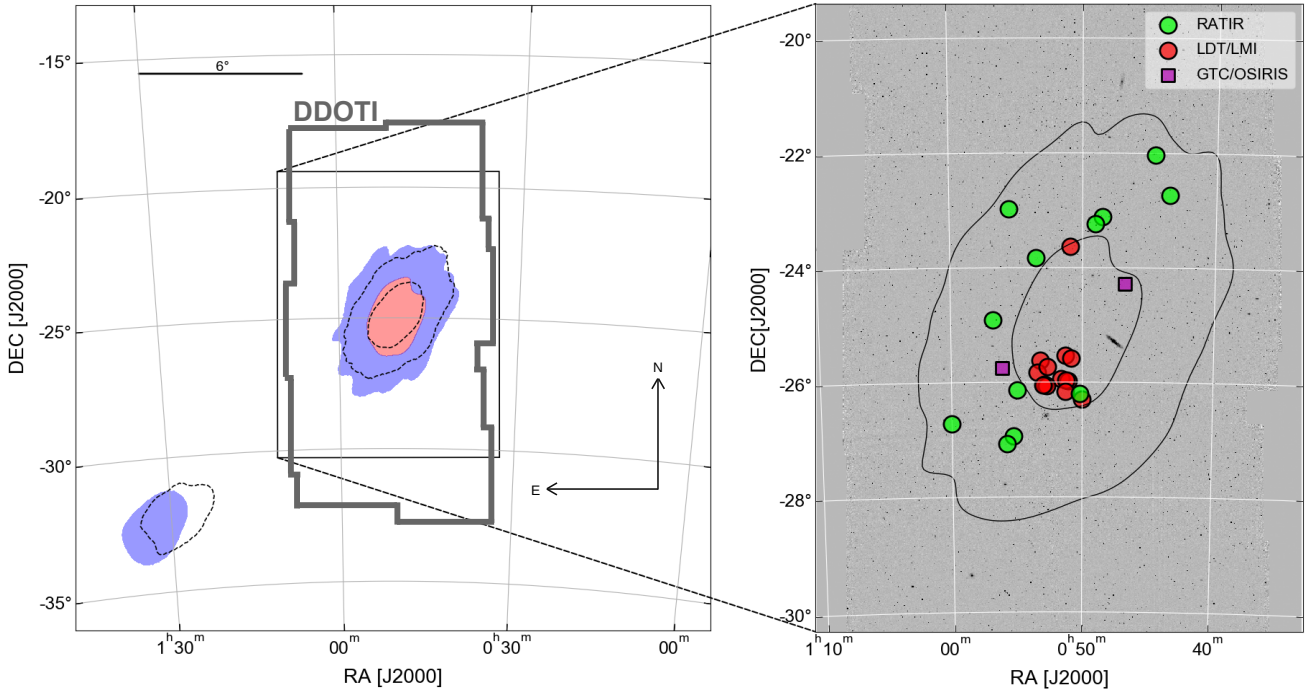 -15°
-20°
-25°
-30°
-35°
DEC [J2000]
6°
DDOTI
N
E
1ʰ30ᵐ
00ᵐ
0ʰ30ᵐ
00ᵐ
RA [J2000]
RATIR
LDT/LMI
GTC/OSIRIS
-20°
-22°
-24°
-26°
-28°
-30°
DEC[J2000]
1ʰ10ᵐ
00ᵐ
0ʰ50ᵐ
40ᵐ
RA [J2000]